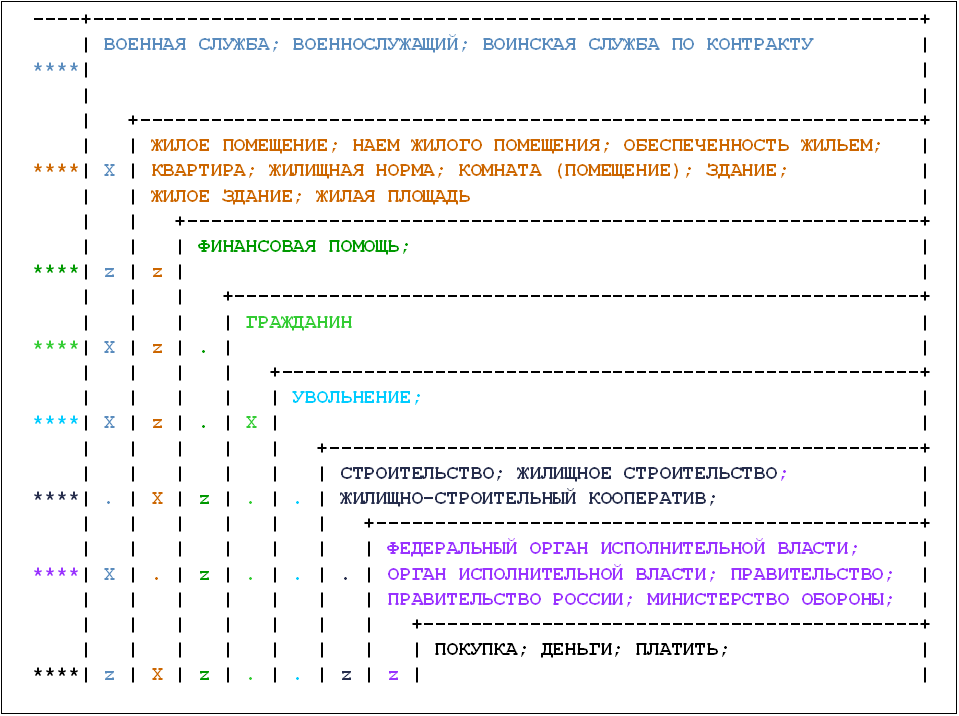 ----+----------------------------------------------------------------------+
| ВОЕННАЯ СЛУЖБА; ВОЕННОСЛУЖАЩИЙ; ВОИНСКАЯ СЛУЖБА ПО КОНТРАКТУ |
****| |
| |
| +------------------------------------------------------------------+
| | ЖИЛОЕ ПОМЕЩЕНИЕ; НАЕМ ЖИЛОГО ПОМЕЩЕНИЯ; ОБЕСПЕЧЕННОСТЬ ЖИЛЬЕМ; |
****| X | КВАРТИРА; ЖИЛИЩНАЯ НОРМА; КОМНАТА (ПОМЕЩЕНИЕ); ЗДАНИЕ; |
| | ЖИЛОЕ ЗДАНИЕ; ЖИЛАЯ ПЛОЩАДЬ |
| | +--------------------------------------------------------------+
| | | ФИНАНСОВАЯ ПОМОЩЬ; |
****| z | z | |
| | | +----------------------------------------------------------+
| | | | ГРАЖДАНИН |
****| X | z | . | |
| | | | +------------------------------------------------------+
| | | | | УВОЛЬНЕНИЕ; |
****| X | z | . | X | |
| | | | | +--------------------------------------------------+
| | | | | | СТРОИТЕЛЬСТВО; ЖИЛИЩНОЕ СТРОИТЕЛЬСТВО; |
****| . | X | z | . | . | ЖИЛИЩНО-СТРОИТЕЛЬНЫЙ КООПЕРАТИВ; |
| | | | | | +----------------------------------------------+
| | | | | | | ФЕДЕРАЛЬНЫЙ ОРГАН ИСПОЛНИТЕЛЬНОЙ ВЛАСТИ; |
****| X | . | z | . | . | . | ОРГАН ИСПОЛНИТЕЛЬНОЙ ВЛАСТИ; ПРАВИТЕЛЬСТВО; |
| | | | | | | ПРАВИТЕЛЬСТВО РОССИИ; МИНИСТЕРСТВО ОБОРОНЫ; |
| | | | | | | +------------------------------------------+
| | | | | | | | ПОКУПКА; ДЕНЬГИ; ПЛАТИТЬ; |
****| z | X | z | . | . | z | z | |